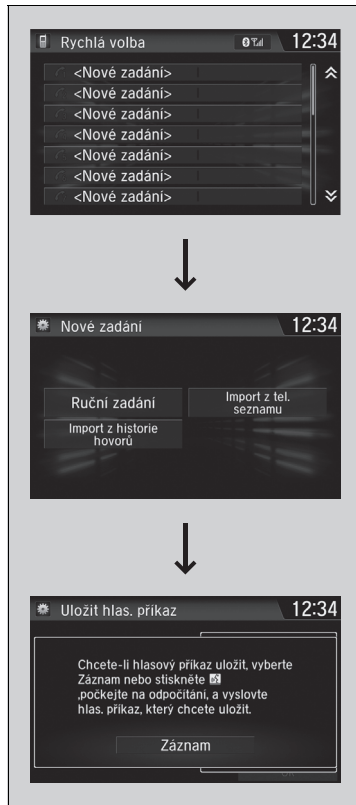 Rychlá volba 12:34
<Nové zadání>
<Nové zadání>
<Nové zadání>
<Nové zadání>
<Nové zadání>
<Nové zadání>
<Nové zadání>
Nové zadání 12:34
Ruční zadání
Import z tel.
seznamu
Import z historie
hovorů
Uložit hlas. příkaz 12:34
Chcete-li hlasový příkaz uložit, vyberte
Záznam nebo stiskněte
,počkejte na odpočítání, a vyslovte
hlas. příkaz, který chcete uložit.
Záznam